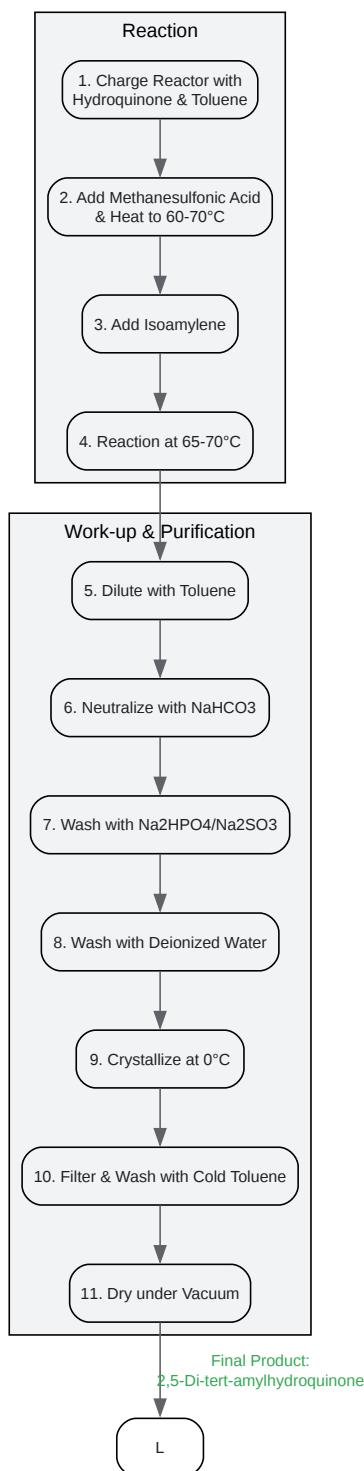 Reaction
1. Charge Reactor with
Hydroquinone & Toluene
2. Add Methanesulfonic Acid
& Heat to 60-70°C
3. Add Isoamylene
4. Reaction at 65-70°C
Work-up & Purification
5. Dilute with Toluene
6. Neutralize with NaHCO3
7. Wash with Na2HPO4/Na2SO3
8. Wash with Deionized Water
9. Crystallize at 0°C
10. Filter & Wash with Cold Toluene
11. Dry under Vacuum
Final Product:
2,5-Di-tert-amylhydroquinone
L